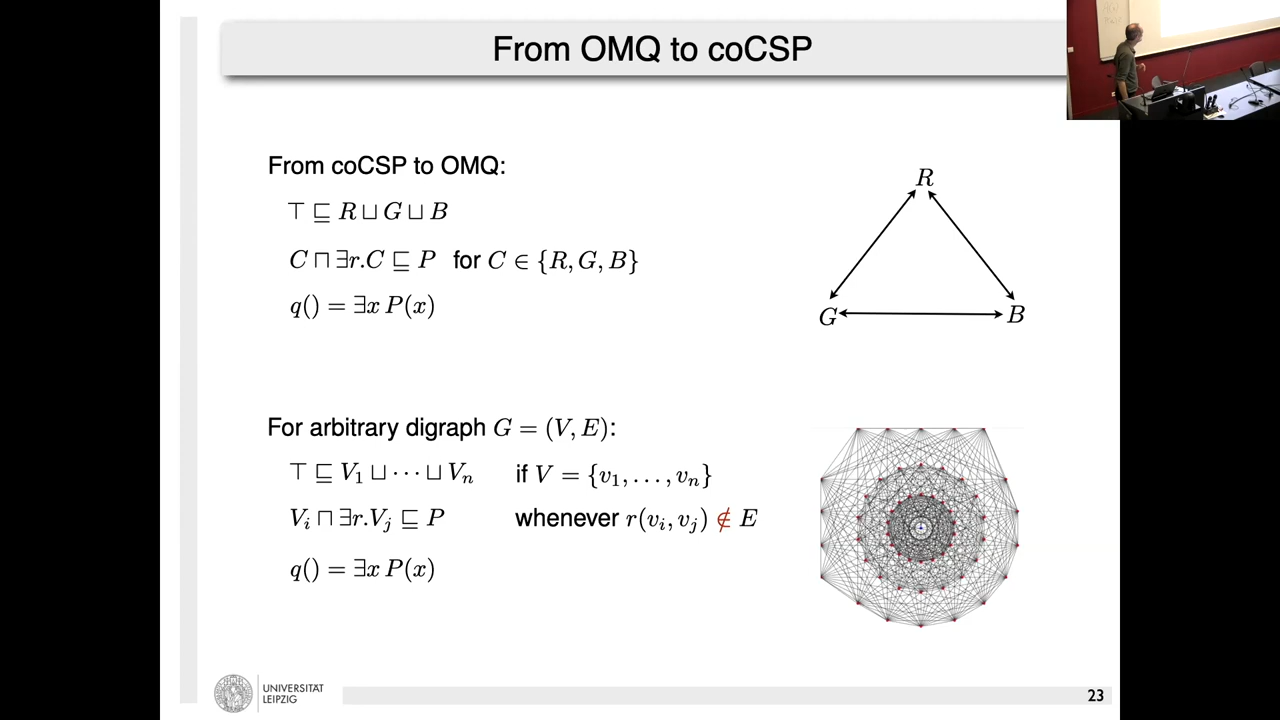 From OMQ to coCSP
From coCSP to OMQ:
⊤ ⊑ R ⊔ G ⊔ B
C ⊓ ∃r.C ⊑ P for C ∈ {R, G, B}
q() = ∃x P(x)
R
G
B
For arbitrary digraph G = (V, E):
⊤ ⊑ V₁ ⊔ ⋯ ⊔ Vₙ if V = {v₁, . . . , vₙ}
Vᵢ ⊓ ∃r.Vⱼ ⊑ P whenever r(vᵢ, vⱼ) ∉ E
q() = ∃x P(x)
UNIVERSITÄT
LEIPZIG
23